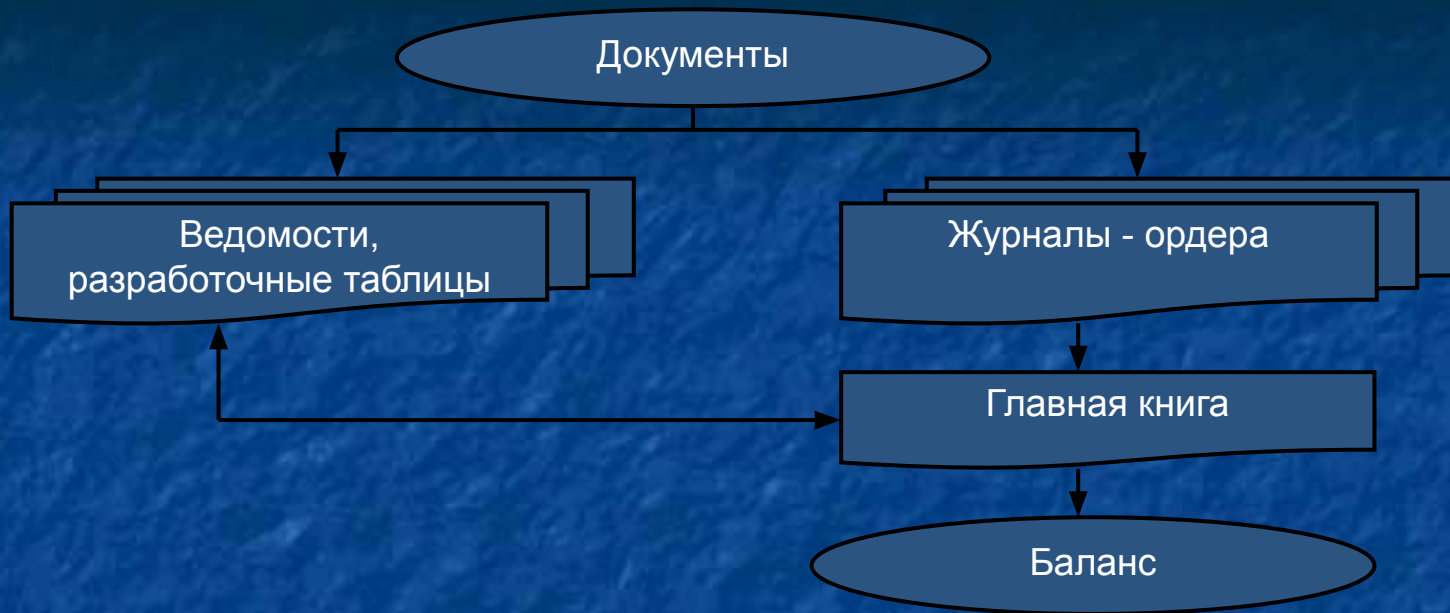 Документы
Ведомости,
разработочные таблицы
Журналы - ордера
Главная книга
Баланс